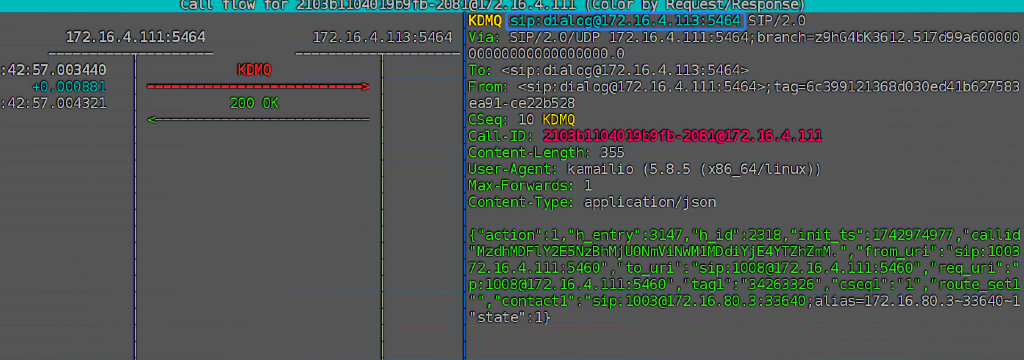 Call flow for 2103b1104019b9fb-2081@172.16.4.111 (Color by Request/Response)
172.16.4.111:5464
172.16.4.113:5464
:42:57.003440
KDMQ
+0.000881
:42:57.004321
200 OK
KDMQ sip:dialog@172.16.4.113:5464 SIP/2.0
Via: SIP/2.0/UDP 172.16.4.111:5464;branch=z9hG4bK3612.517d99a600000
00000000000000000.0
To: <sip:dialog@172.16.4.113:5464>
From: <sip:dialog@172.16.4.111:5464>;tag=6c399121368d030ed41b627583
ea91-ce22b528
CSeq: 10 KDMQ
Call-ID: 2103b1104019b9fb-2081@172.16.4.111
Content-Length: 355
User-Agent: kamailio (5.8.5 (x86_64/linux))
Max-Forwards: 1
Content-Type: application/json
{"action":1,"h_entry":3147,"h_id":2318,"init_ts":1742974977,"callid
"MzdhMDFlY2E5NzBhMjU0NmViNWM1MDdiYjE4YTZhZmM.","from_uri":"sip:1003
72.16.4.111:5460","to_uri":"sip:1008@172.16.4.111:5460","req_uri":"
p:1008@172.16.4.111:5460","tag1":"34263326","cseq1":"1","route_set1
"","contact1":"sip:1003@172.16.80.3:33640;alias=172.16.80.3~33640~1
"state":1}